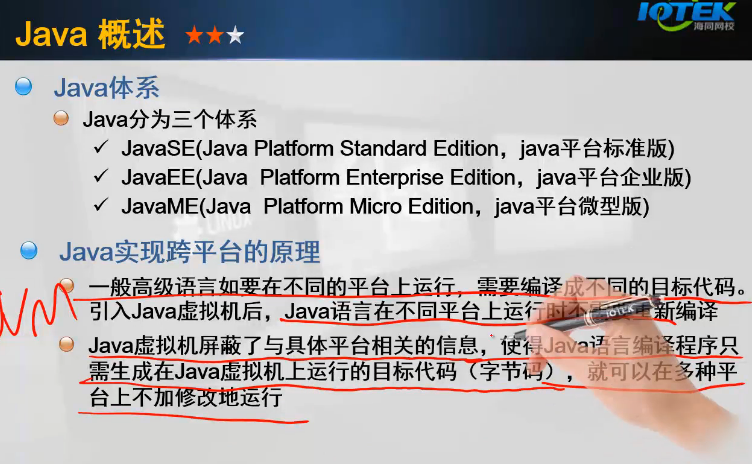 Java 概述
IOTEK
海同网校
Java体系
Java分为三个体系
JavaSE(Java Platform Standard Edition，java平台标准版)
JavaEE(Java Platform Enterprise Edition，java平台企业版)
JavaME(Java Platform Micro Edition，java平台微型版)
LINUX
Java实现跨平台的原理
一般高级语言如要在不同的平台上运行，需要编译成不同的目标代码。
引入Java虚拟机后，Java语言在不同平台上运行时不需要重新编译
IOTEK
Java虚拟机屏蔽了与具体平台相关的信息，使得Java语言编译程序只
需生成在Java虚拟机上运行的目标代码（字节码），就可以在多种平
台上不加修改地运行